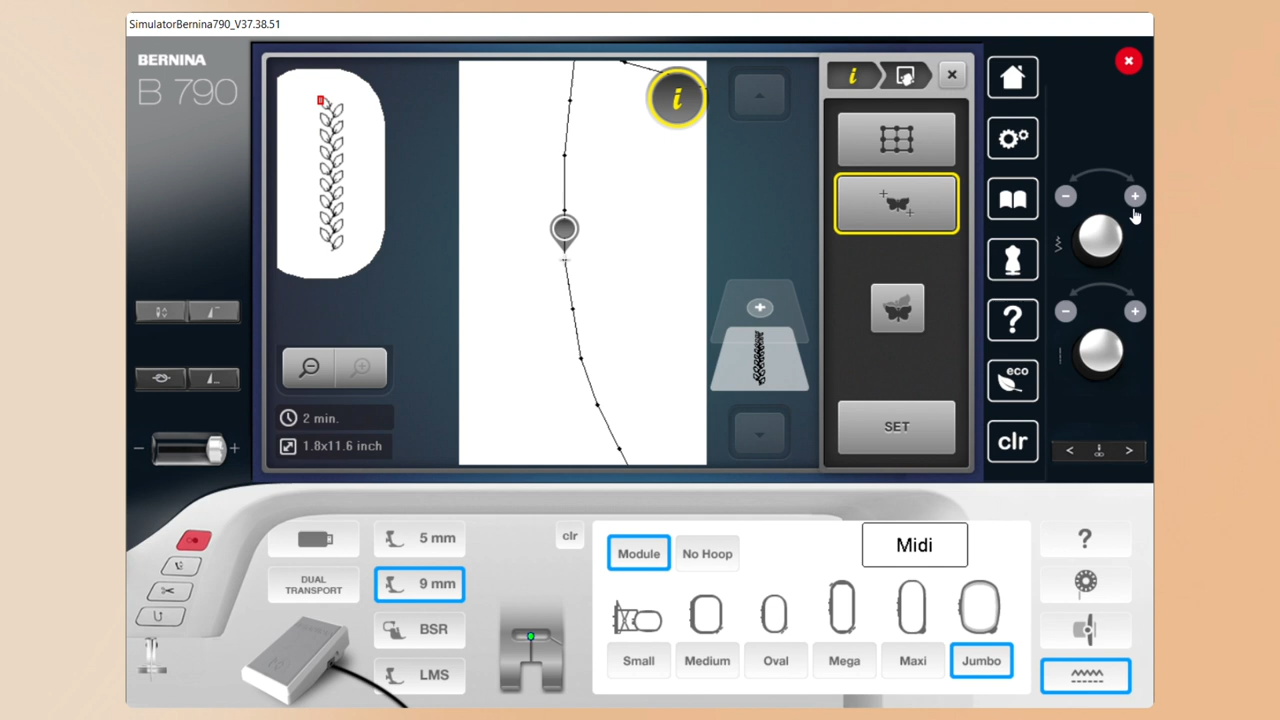 SimulatorBernina790_V37.38.51
BERNINA
B 790
i
i
2 min.
1.8x11.6 inch
SET
?
eco
clr
DUAL
TRANSPORT
5 mm
9 mm
BSR
LMS
clr
Module
No Hoop
Midi
Small
Medium
Oval
Mega
Maxi
Jumbo
?